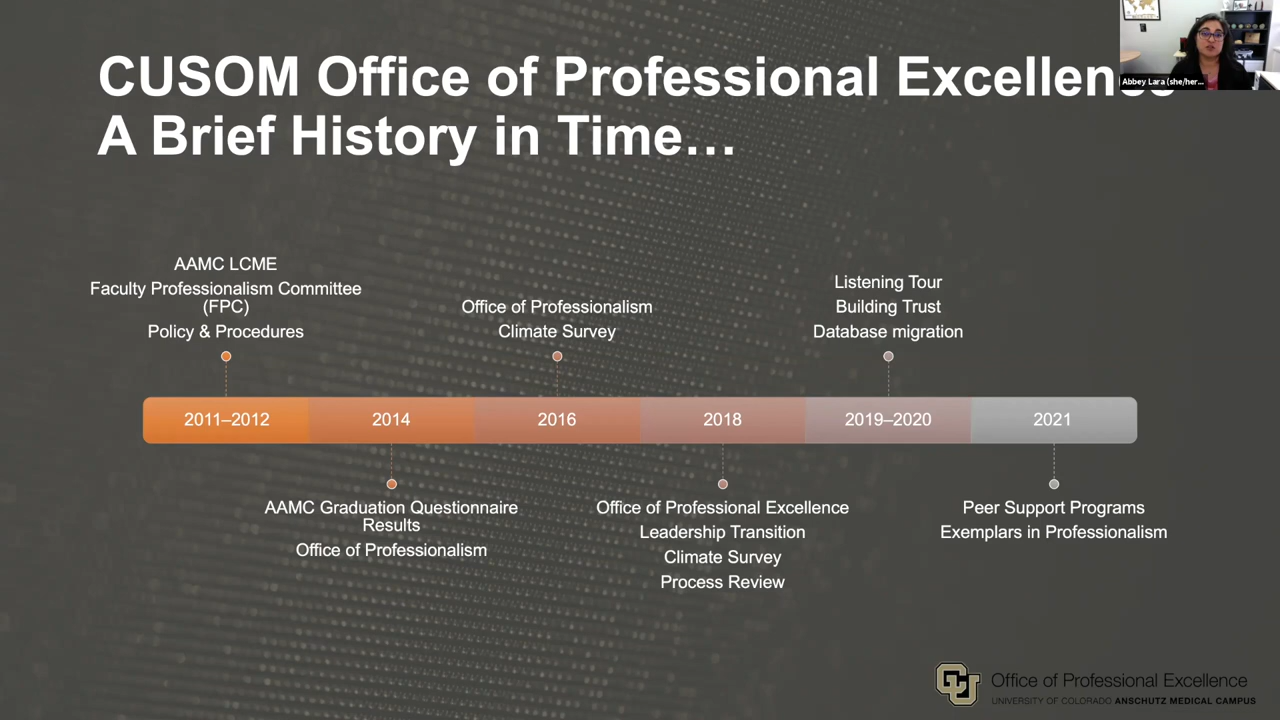 CUSOM Office of Professional Excellence
A Brief History in Time…
Abbey Lara (she/her...
AAMC LCME
Faculty Professionalism Committee
(FPC)
Policy & Procedures
Office of Professionalism
Climate Survey
Listening Tour
Building Trust
Database migration
2011–2012
2014
2016
2018
2019–2020
2021
AAMC Graduation Questionnaire
Results
Office of Professionalism
Office of Professional Excellence
Leadership Transition
Climate Survey
Process Review
Peer Support Programs
Exemplars in Professionalism
CU
Office of Professional Excellence
UNIVERSITY OF COLORADO ANSCHUTZ MEDICAL CAMPUS